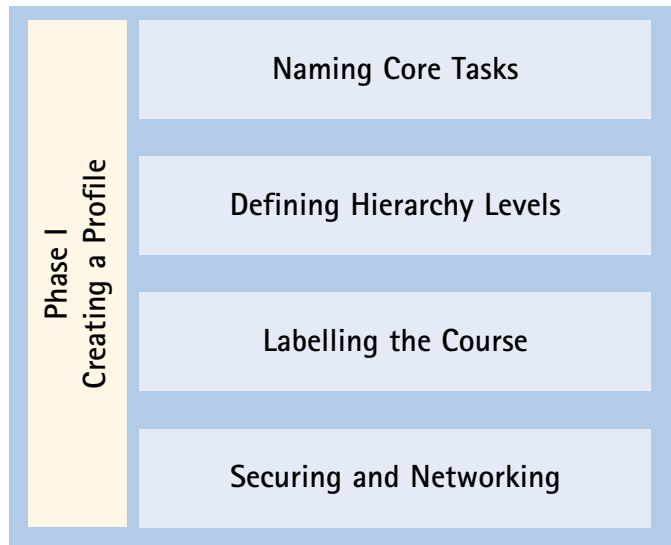 Phase I
Creating a Profile
Naming Core Tasks
Defining Hierarchy Levels
Labelling the Course
Securing and Networking